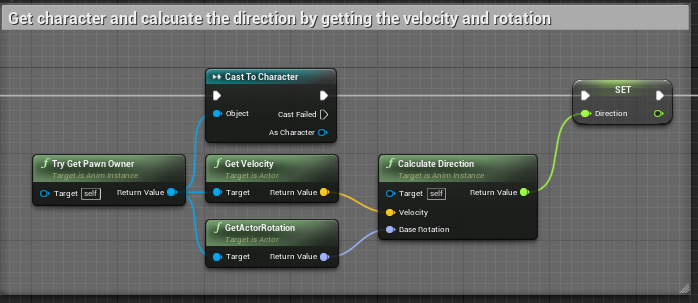 Get character and calcuate the direction by getting the velocity and rotation
Cast To Character
SET
Object
Cast Failed
Direction
As Character
Try Get Pawn Owner
Target is Anim Instance
Target self
Return Value
Get Velocity
Target is Actor
Target
Return Value
Calculate Direction
Target is Anim Instance
Target self
Return Value
Velocity
Base Rotation
GetActorRotation
Target is Actor
Target
Return Value